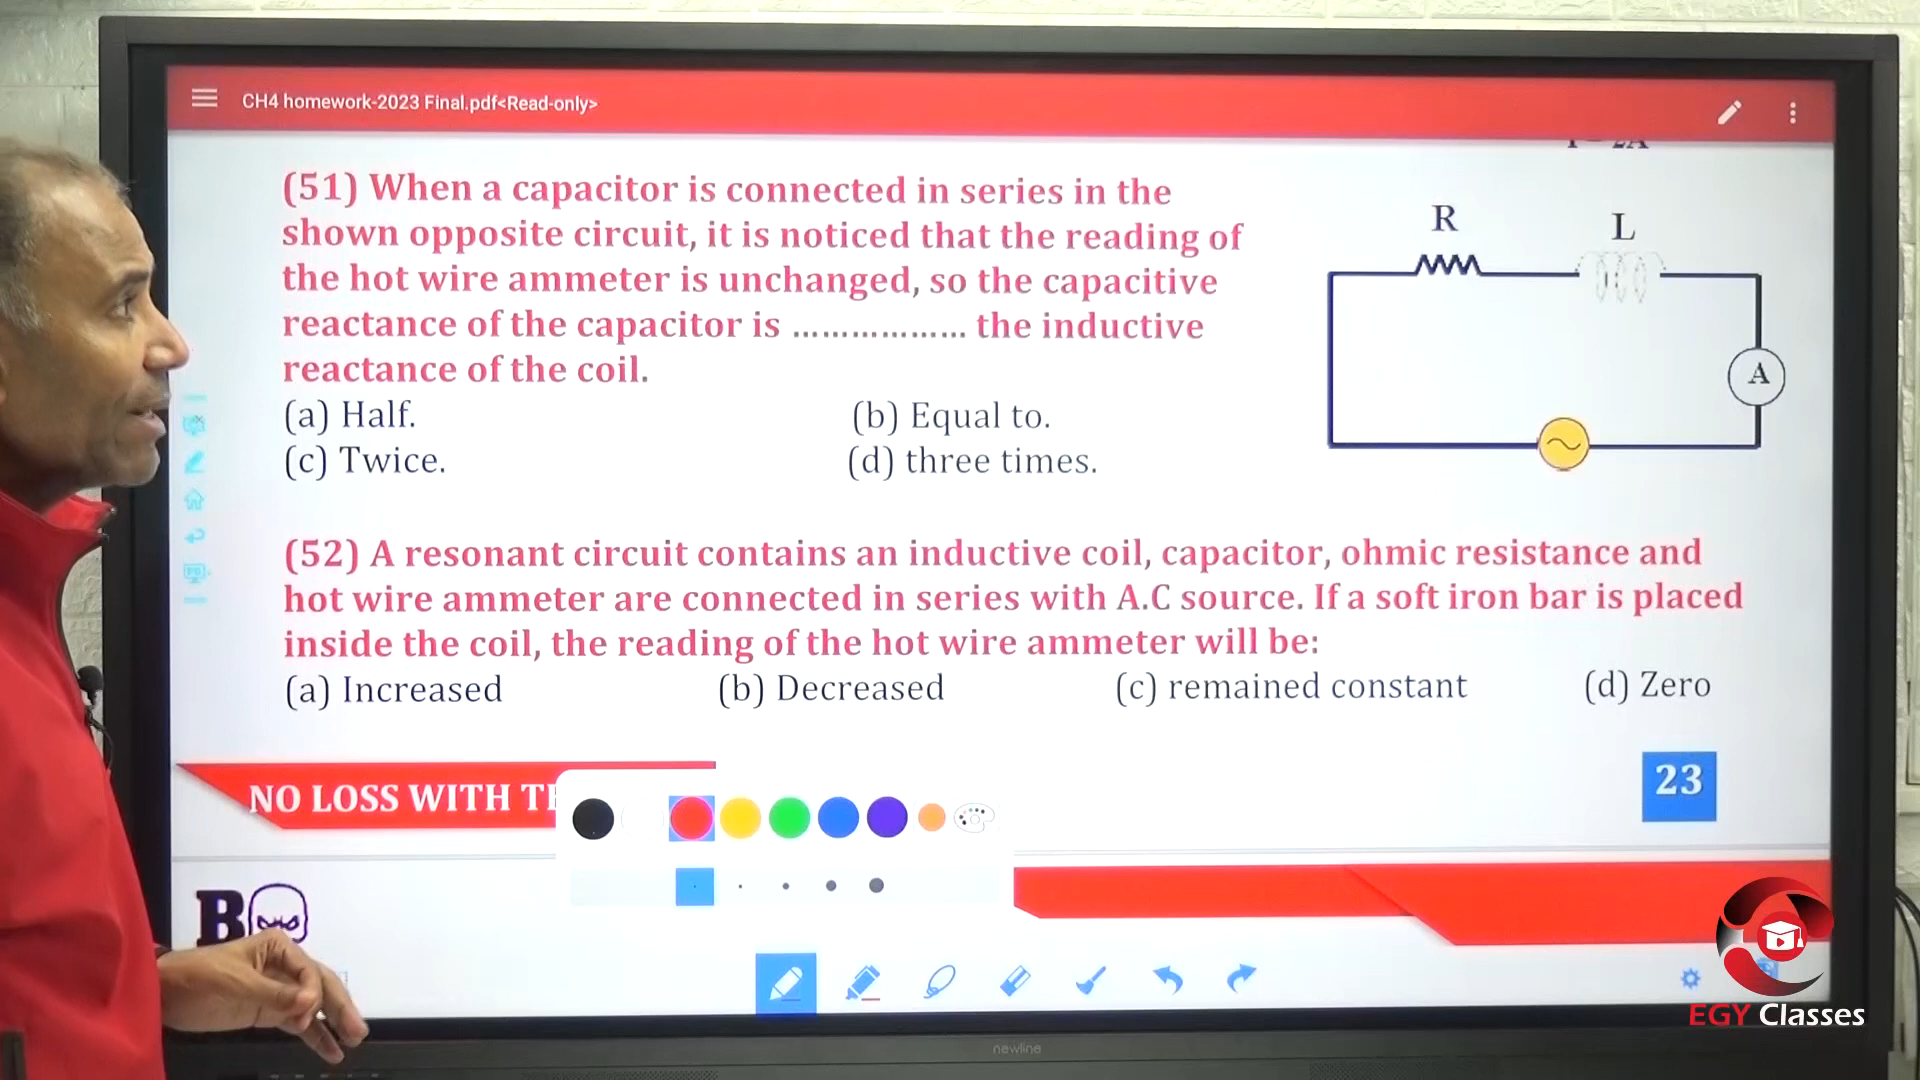 CH4 homework-2023 Final.pdf<Read-only>
(51) When a capacitor is connected in series in the
shown opposite circuit, it is noticed that the reading of
the hot wire ammeter is unchanged, so the capacitive
reactance of the capacitor is .................. the inductive
reactance of the coil.
(a) Half. (b) Equal to.
(c) Twice. (d) three times.
R
L
A
(52) A resonant circuit contains an inductive coil, capacitor, ohmic resistance and
hot wire ammeter are connected in series with A.C source. If a soft iron bar is placed
inside the coil, the reading of the hot wire ammeter will be:
(a) Increased (b) Decreased (c) remained constant (d) Zero
NO LOSS WITH
23
B
EGY Classes
newline